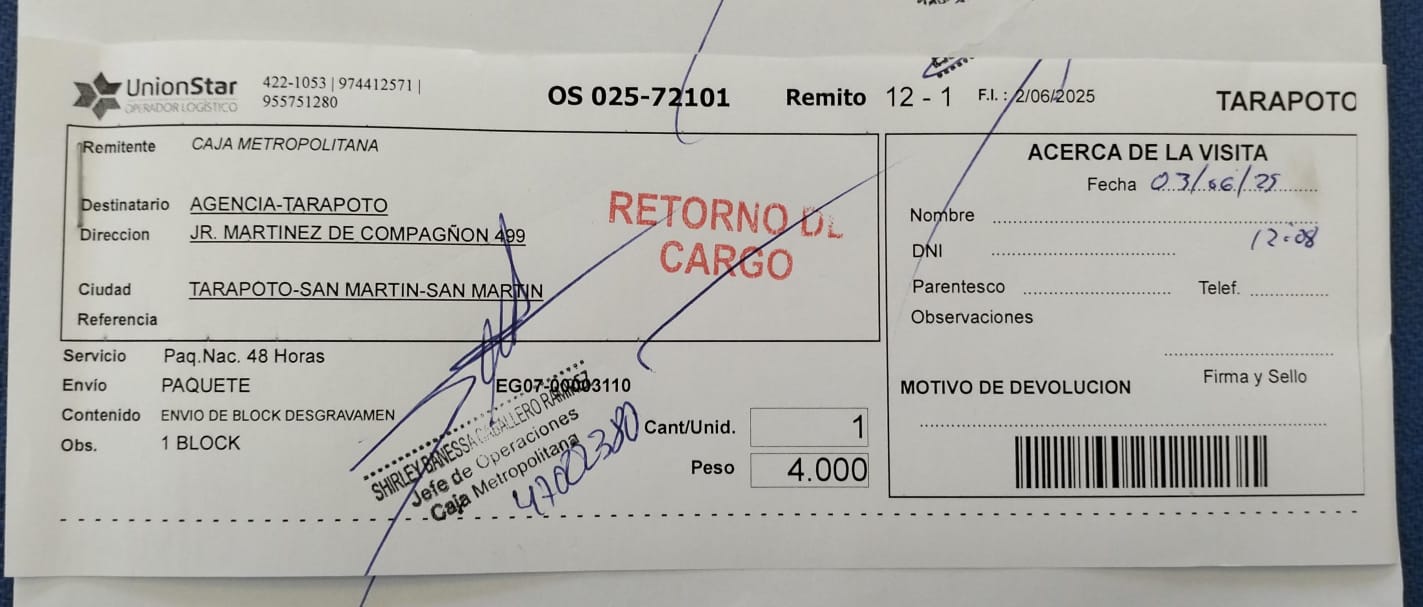 UnionStar
OPERADOR LOGÍSTICO
422-1053 | 974412571 |
955751280
OS 025-72101
Remito 12 - 1
F.I. : 2/06/2025
TARAPOTO
Remitente CAJA METROPOLITANA
Destinatario AGENCIA-TARAPOTO
Direccion JR. MARTINEZ DE COMPAGÑON 499
Ciudad TARAPOTO-SAN MARTIN-SAN MARTIN
Referencia
RETORNO DE
CARGO
Servicio Paq.Nac. 48 Horas
Envío PAQUETE
EG07-00003110
Contenido ENVIO DE BLOCK DESGRAVAMEN
Obs. 1 BLOCK
SHIRLEY BANESSA CABALLERO
Jefe de Operaciones
Caja Metropolitana
47022380
Cant/Unid. 1
Peso 4.000
ACERCA DE LA VISITA
Fecha 03/06/25
Nombre
12:08
DNI
Parentesco Telef.
Observaciones
Firma y Sello
MOTIVO DE DEVOLUCION